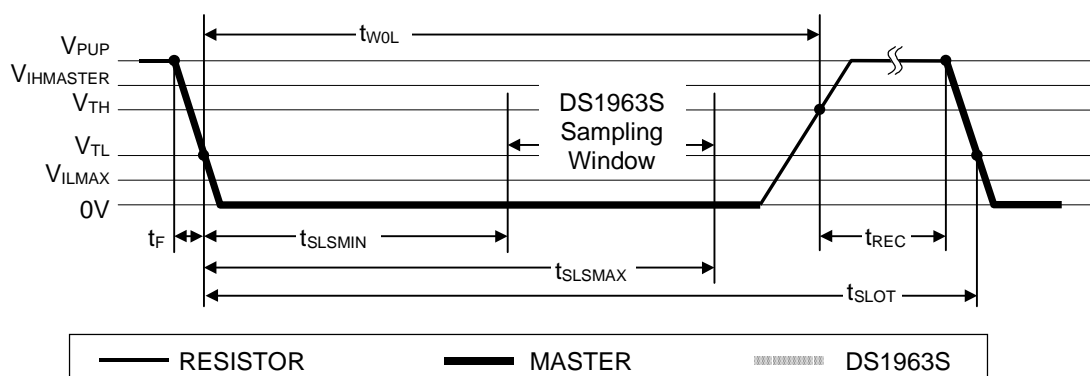 tW0L
VPUP
VIHMASTER
VTH
VTL
VILMAX
0V
DS1963S
Sampling
Window
tF
tSLSMIN
tREC
tSLSMAX
tSLOT
RESISTOR MASTER DS1963S